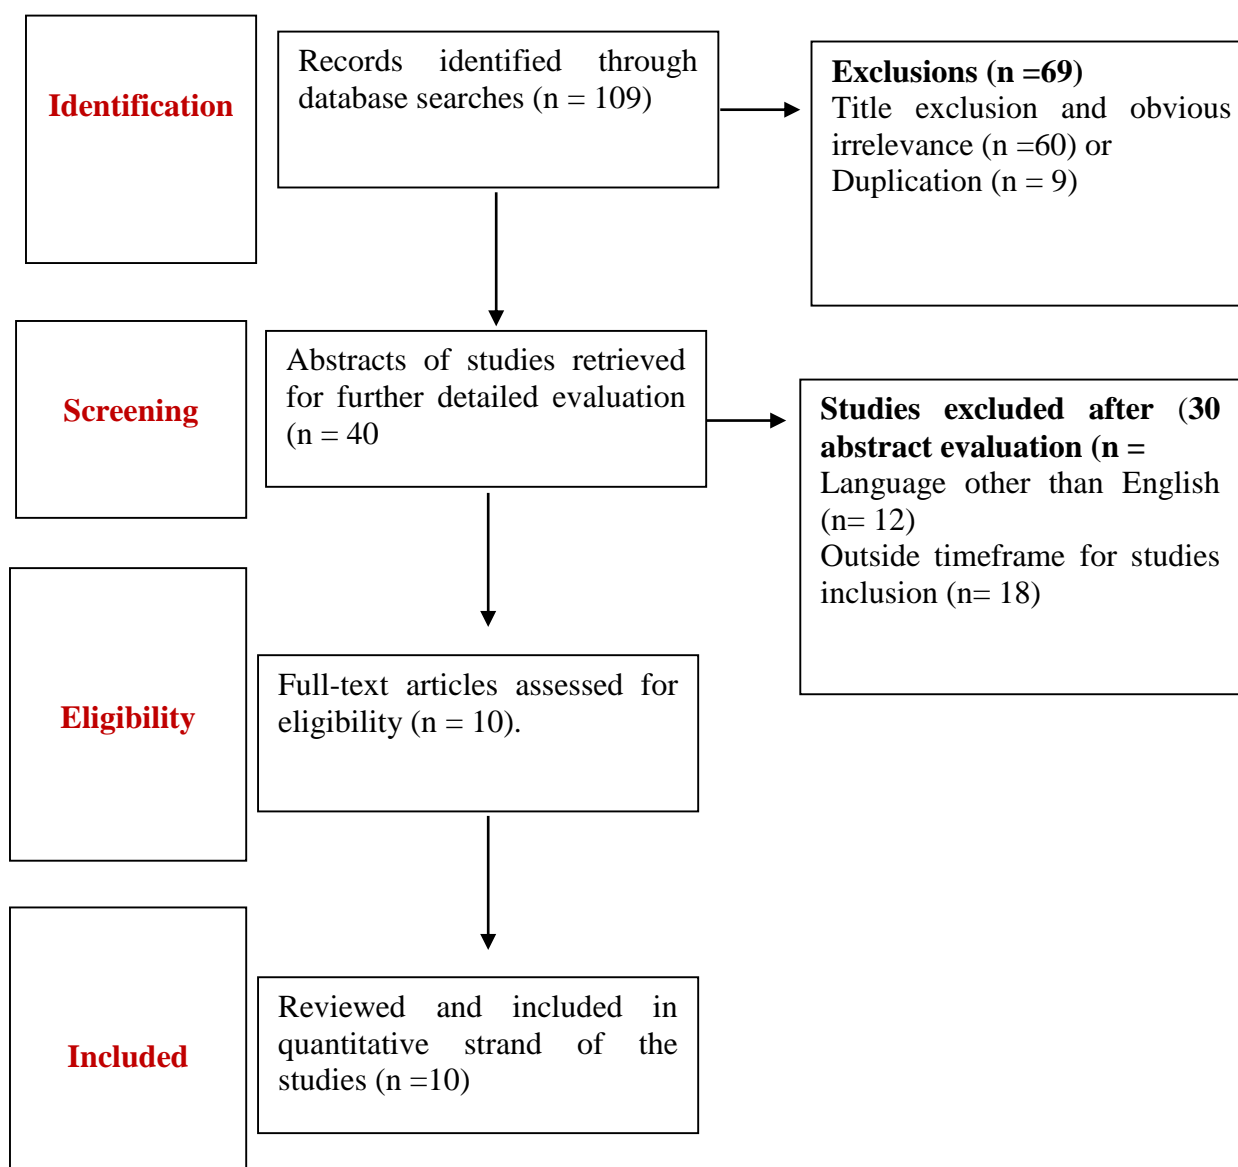 Identification
Records identified through
database searches (n = 109)
Exclusions (n =69)
Title exclusion and obvious
irrelevance (n =60) or
Duplication (n = 9)
Screening
Abstracts of studies retrieved
for further detailed evaluation
(n = 40
Studies excluded after (30
abstract evaluation (n =
Language other than English
(n= 12)
Outside timeframe for studies
inclusion (n= 18)
Eligibility
Full-text articles assessed for
eligibility (n = 10).
Included
Reviewed and included in
quantitative strand of the
studies (n =10)